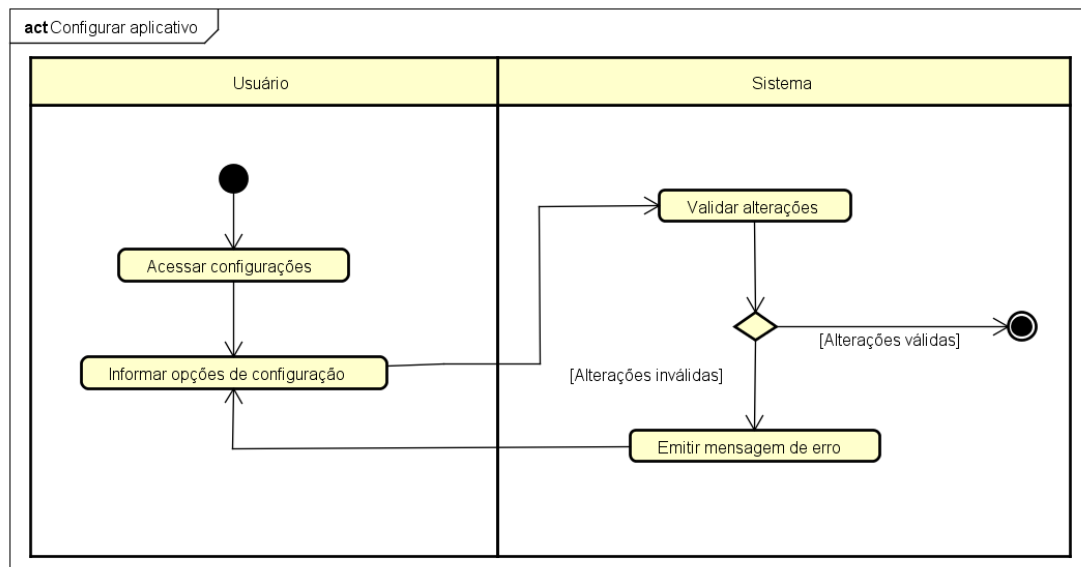 act Configurar aplicativo
Usuário
Sistema
Validar alterações
Acessar configurações
[Alterações válidas]
Informar opções de configuração
[Alterações inválidas]
Emitir mensagem de erro